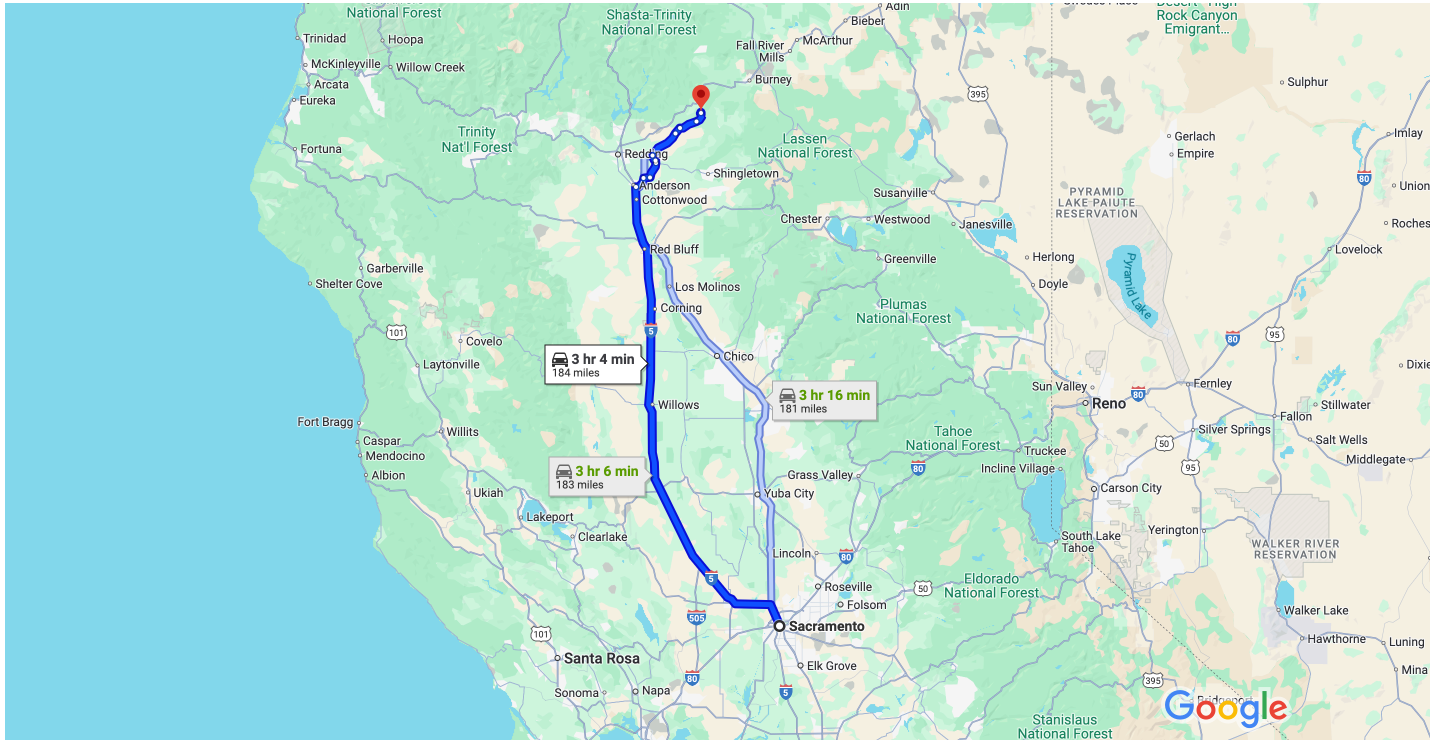 National Forest
Shasta-Trinity
National Forest
Adin
Bieber
Desert - High
Rock Canyon
Emigrant...
Trinidad
Hoopa
McArthur
Fall River
Mills
McKinleyville
Willow Creek
Burney
Sulphur
Arcata
Eureka
395
Trinity
Nat'l Forest
Lassen
National Forest
Gerlach
Empire
Imlay
Fortuna
Redding
80
Shingletown
Anderson
Cottonwood
Susanville
PYRAMID
LAKE PAIUTE
RESERVATION
Union
Chester
Westwood
Janesville
Roches
Red Bluff
Lovelock
Garberville
Greenville
Herlong
Pyramid Lake
Shelter Cove
Los Molinos
Doyle
Plumas
National Forest
Corning
101
5
Covelo
80
95
Laytonville
Chico
3 hr 4 min
184 miles
Dixie
Sun Valley
Fernley
80
3 hr 16 min
181 miles
Reno
Stillwater
Willows
Fallon
Fort Bragg
Willits
Tahoe
National Forest
Silver Springs
Caspar
Mendocino
Truckee
50
Salt Wells
Albion
3 hr 6 min
183 miles
Grass Valley
80
Incline Village
95
Middlegate
Ukiah
Yuba City
Carson City
Lakeport
Yerington
Clearlake
South Lake
Tahoe
WALKER RIVER
RESERVATION
Lincoln
80
5
Roseville
50
Eldorado
National Forest
Folsom
505
Walker Lake
Sacramento
101
Hawthorne
Luning
Santa Rosa
Elk Grove
Mina
80
395
Sonoma
Napa
5
Bridgeport
Google
Stanislaus
National Forest